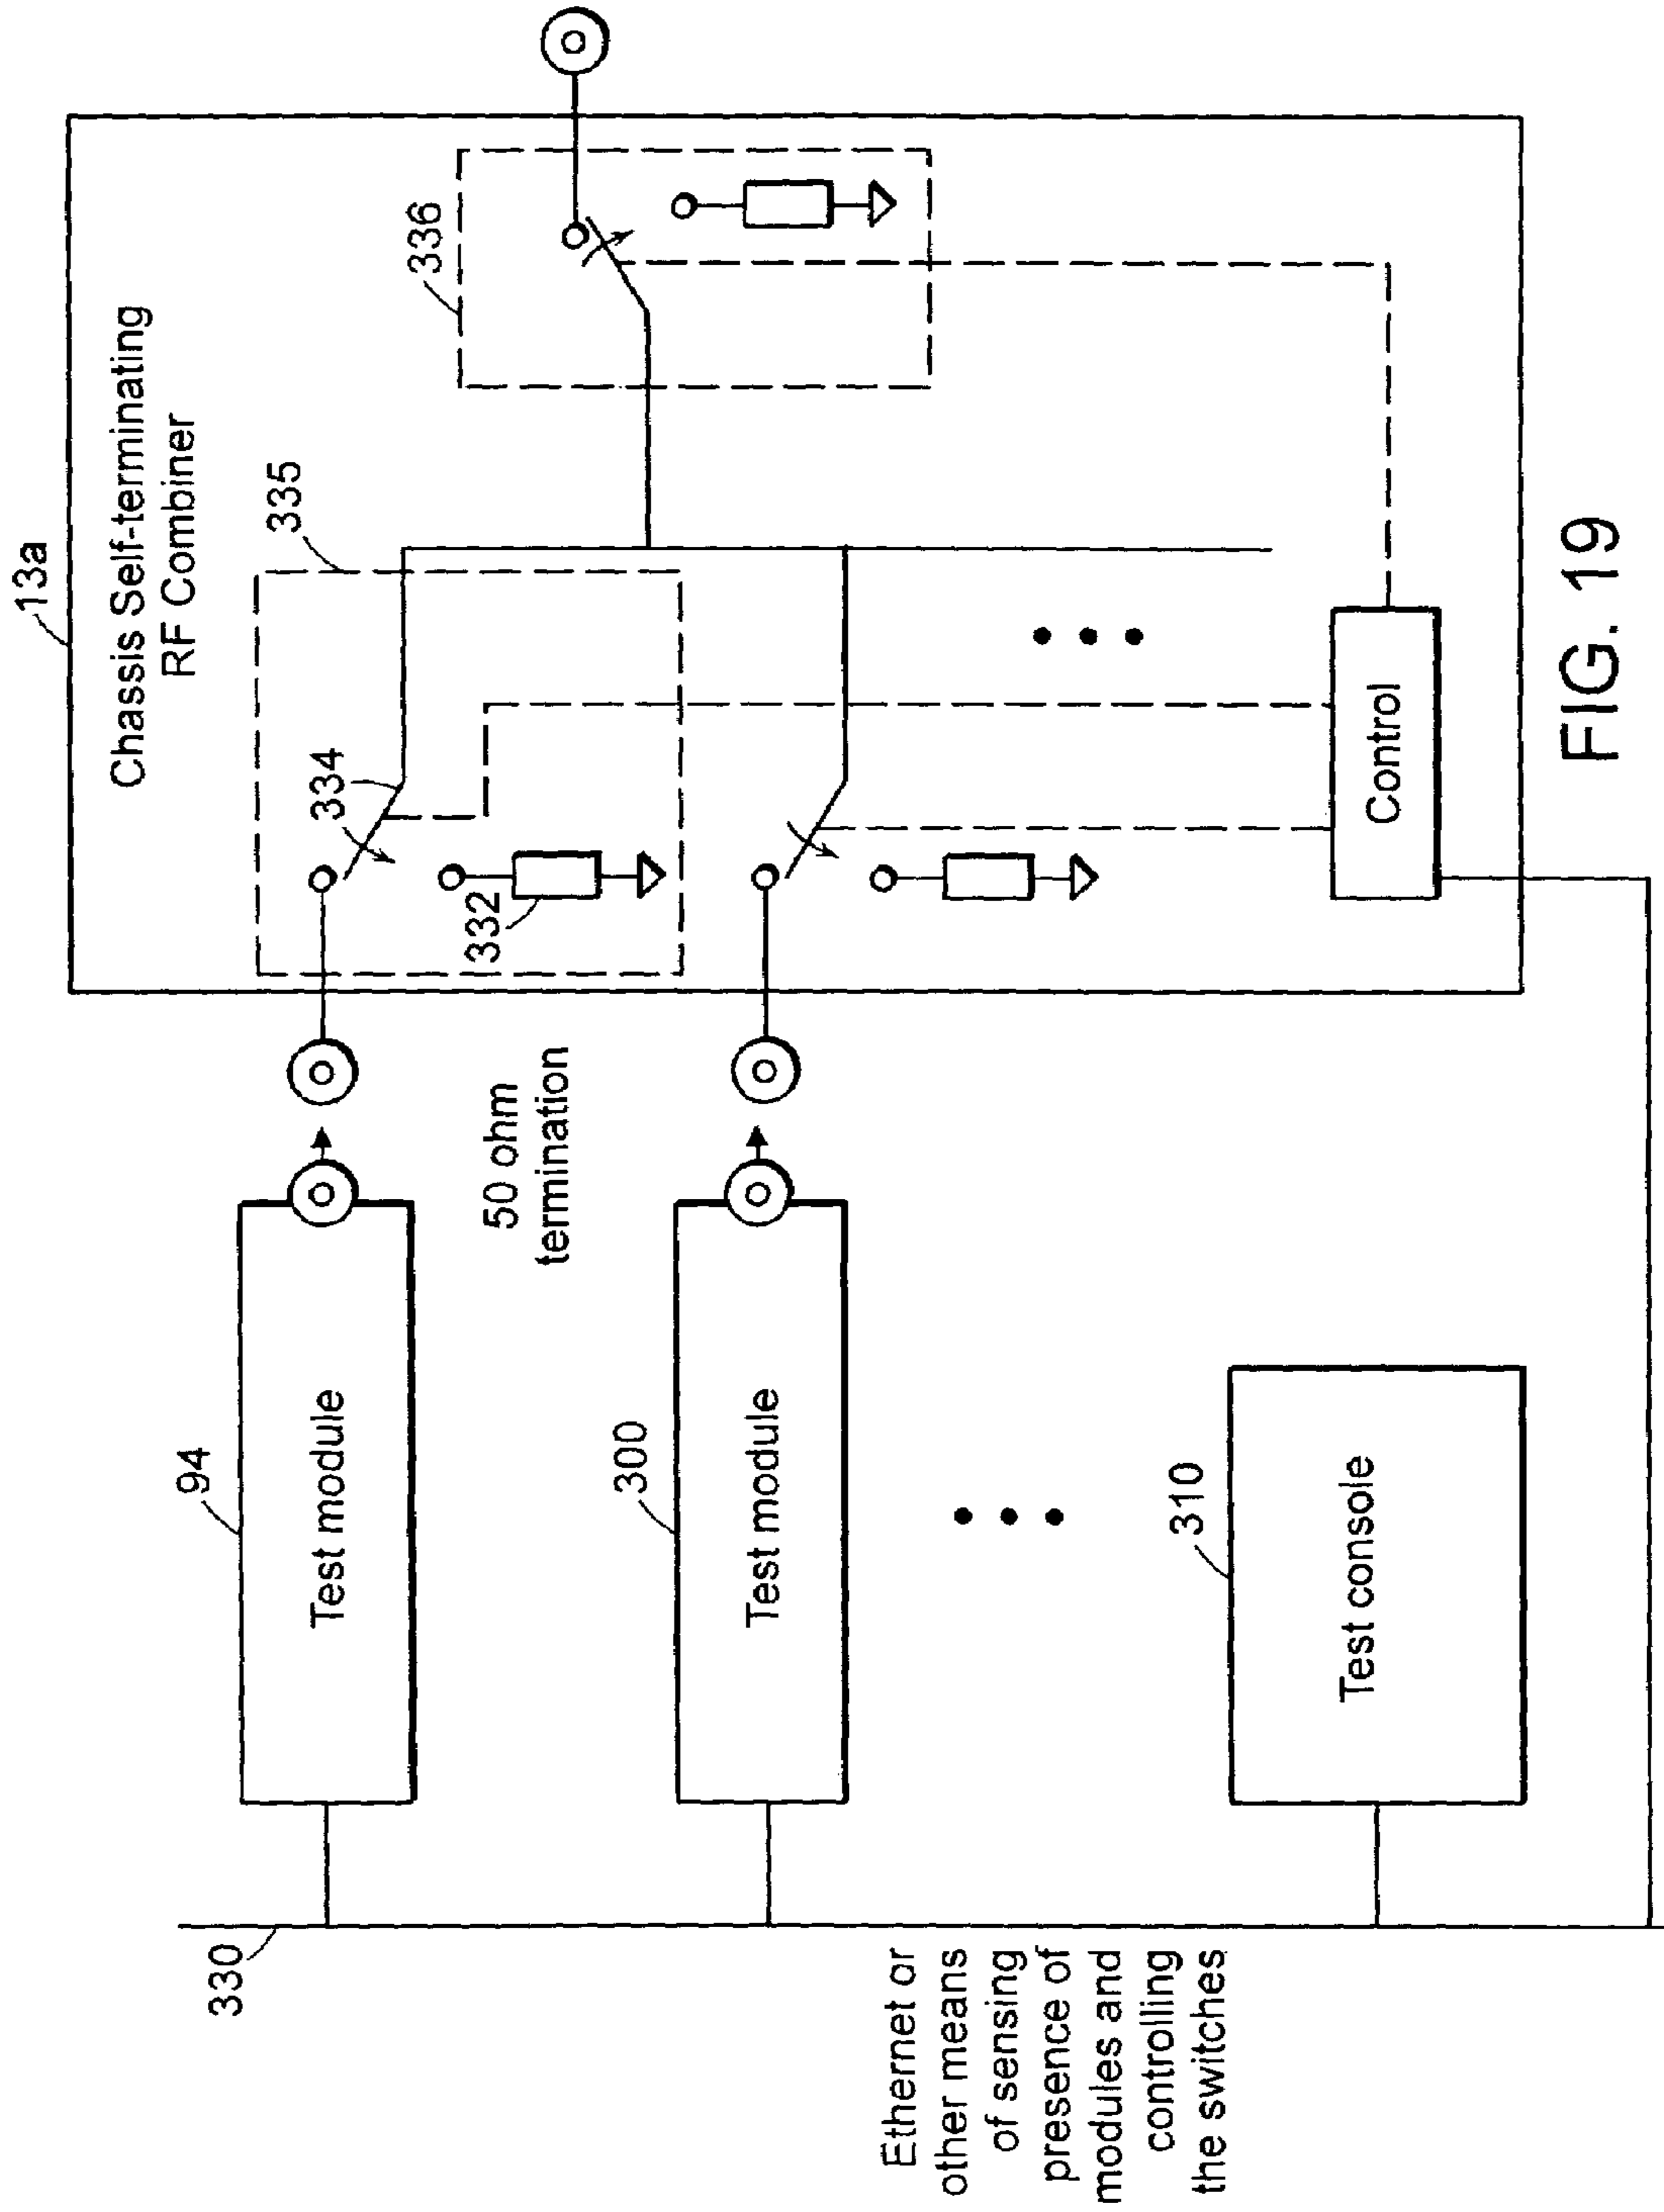 13a
Chassis Self-terminating
RF Combiner
335
336
334
332
94
Test module
50 ohm
termination
300
Test module
310
Test console
Control
330
Ethernet or
other means
of sensing
presence of
modules and
controlling
the switches
FIG. 19